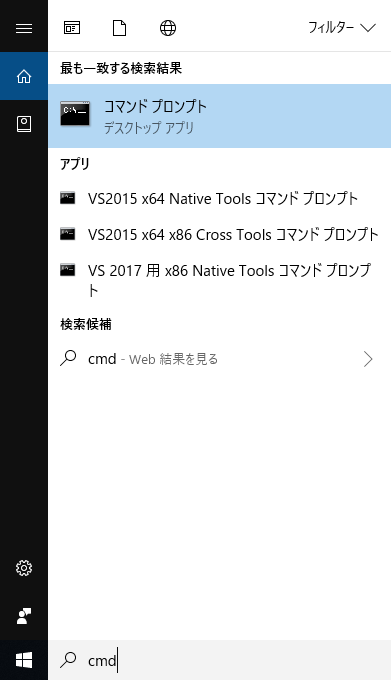 フィルター
最も一致する検索結果
コマンド プロンプト
デスクトップ アプリ
アプリ
VS2015 x64 Native Tools コマンド プロンプト
VS2015 x64 x86 Cross Tools コマンド プロンプト
VS 2017 用 x86 Native Tools コマンド プロンプ
ト
検索候補
cmd - Web 結果を見る
cmd